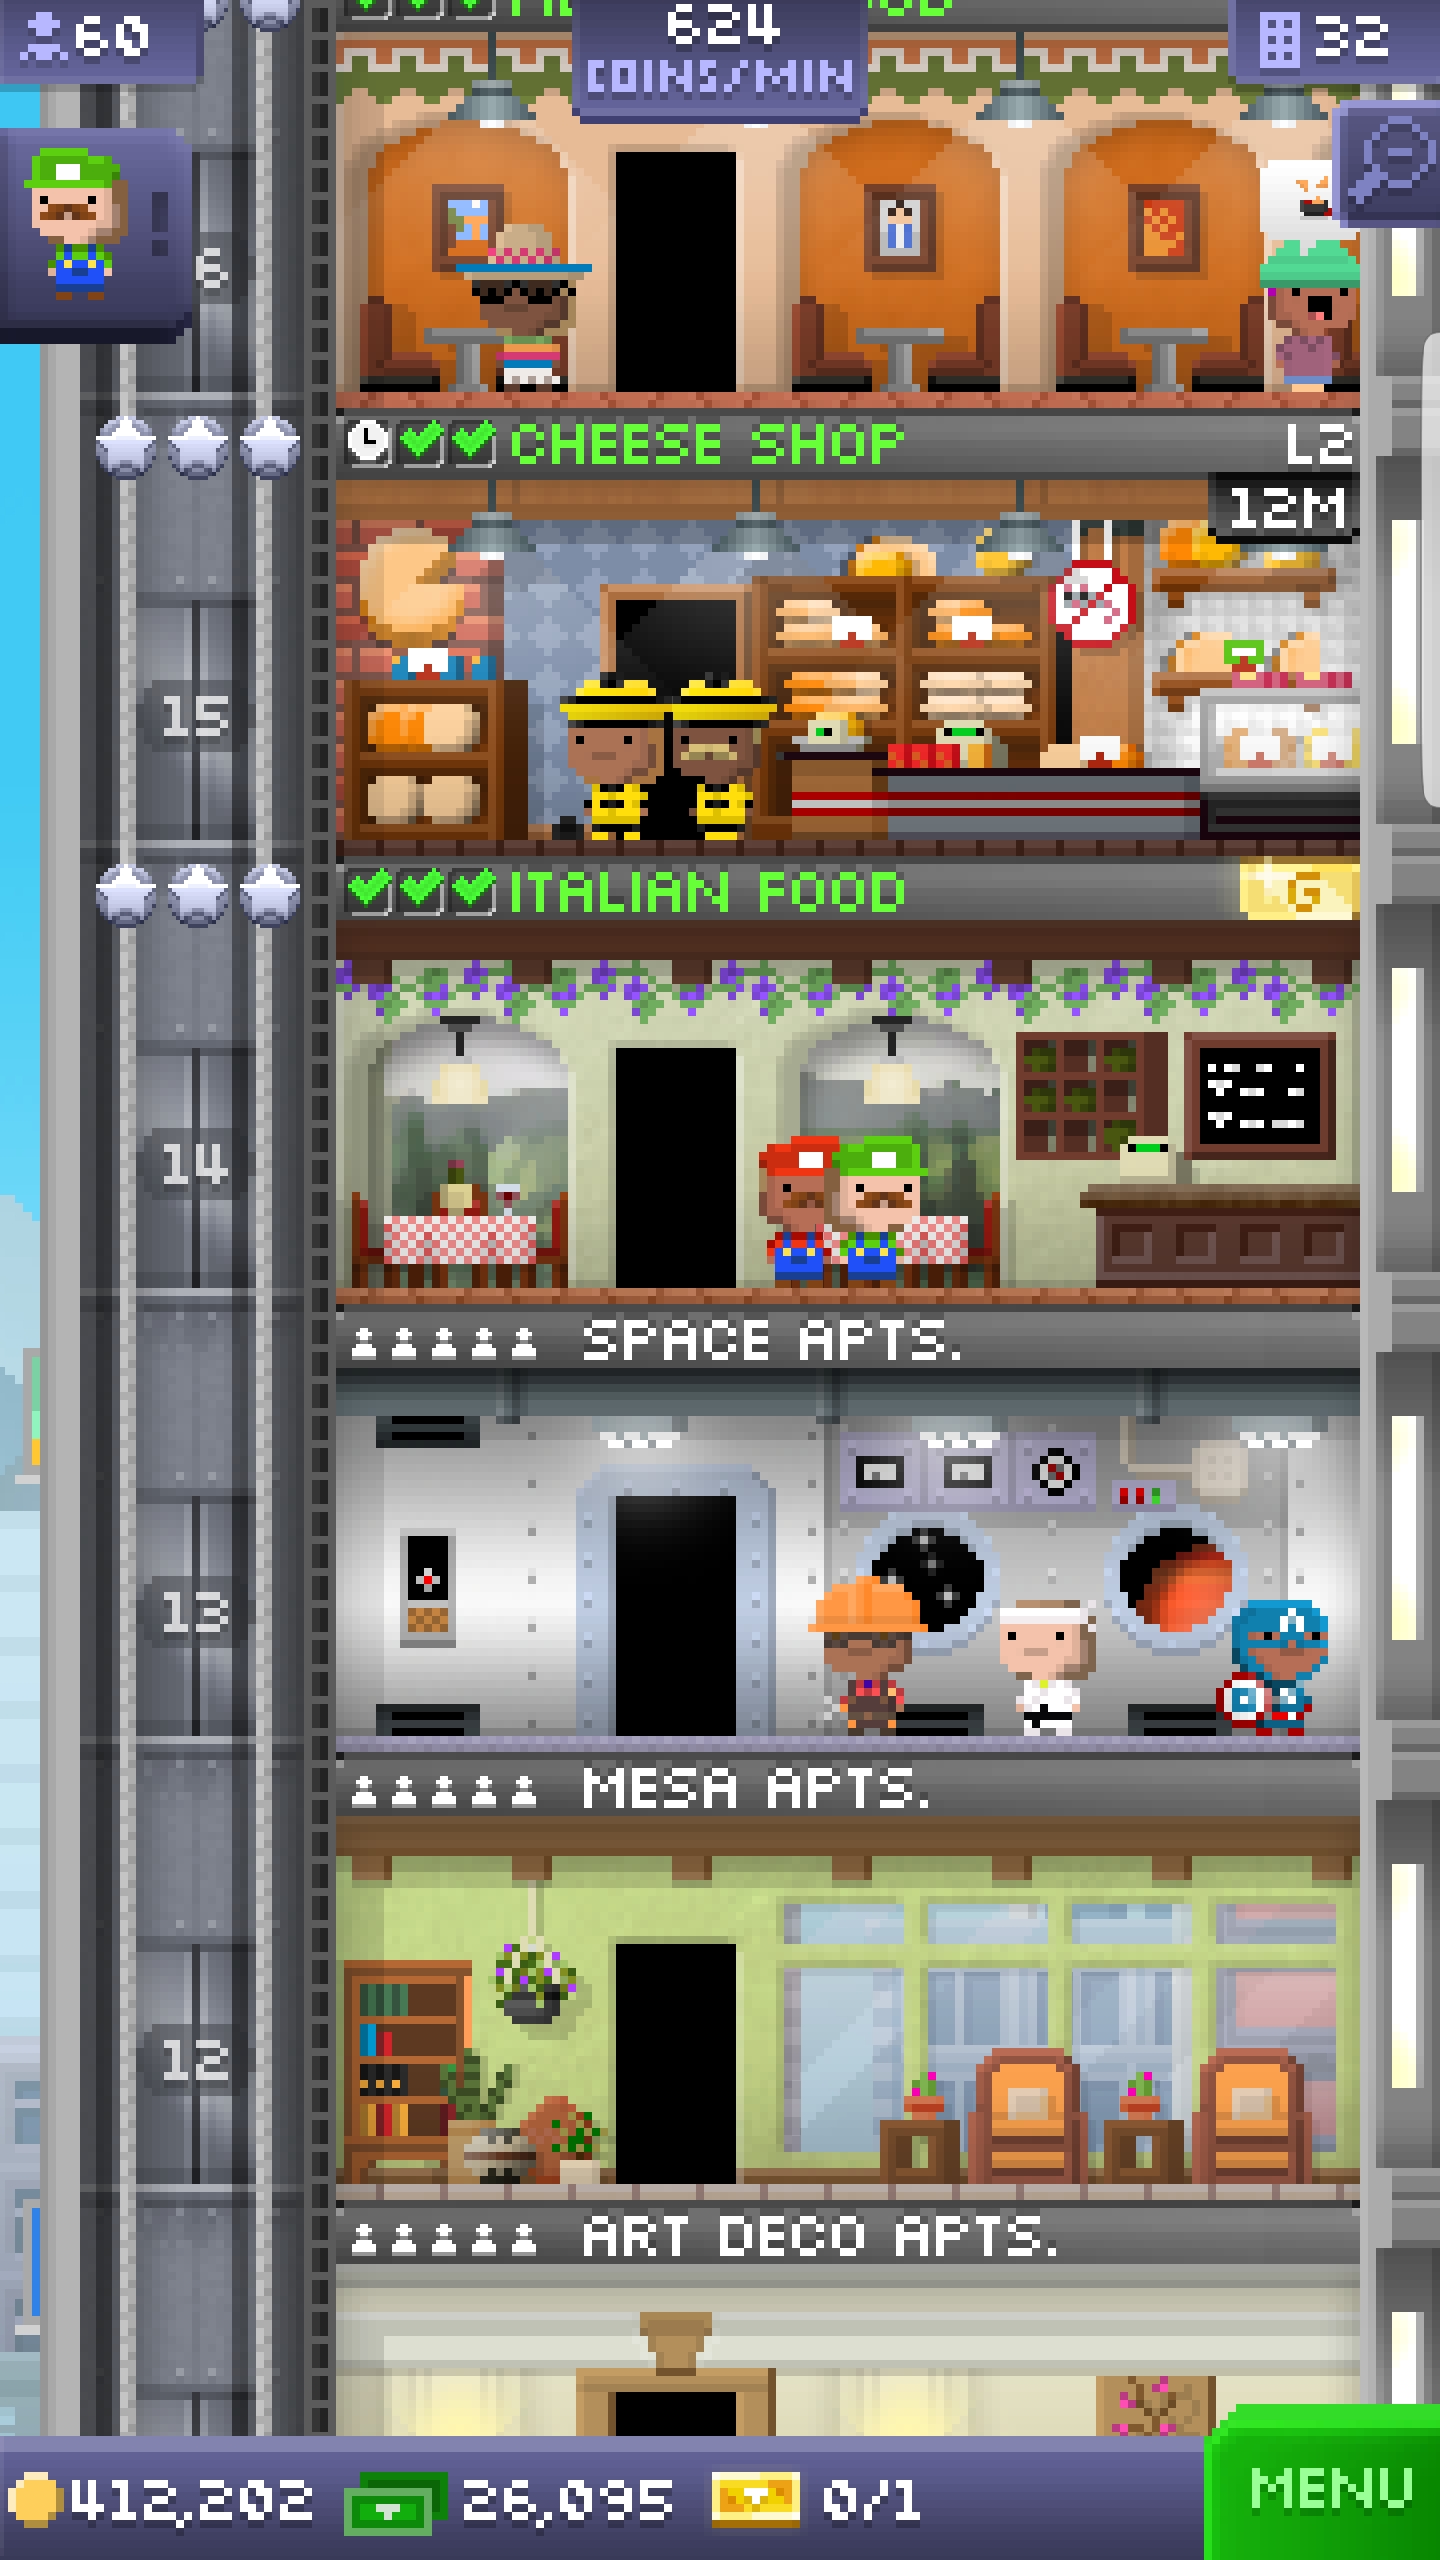 60
624
COINS/MIN
32
!
6
CHEESE SHOP
L2
12M
15
ITALIAN FOOD
G
14
SPACE APTS.
13
MESA APTS.
12
ART DECO APTS.
412,202
26,095
0/1
MENU